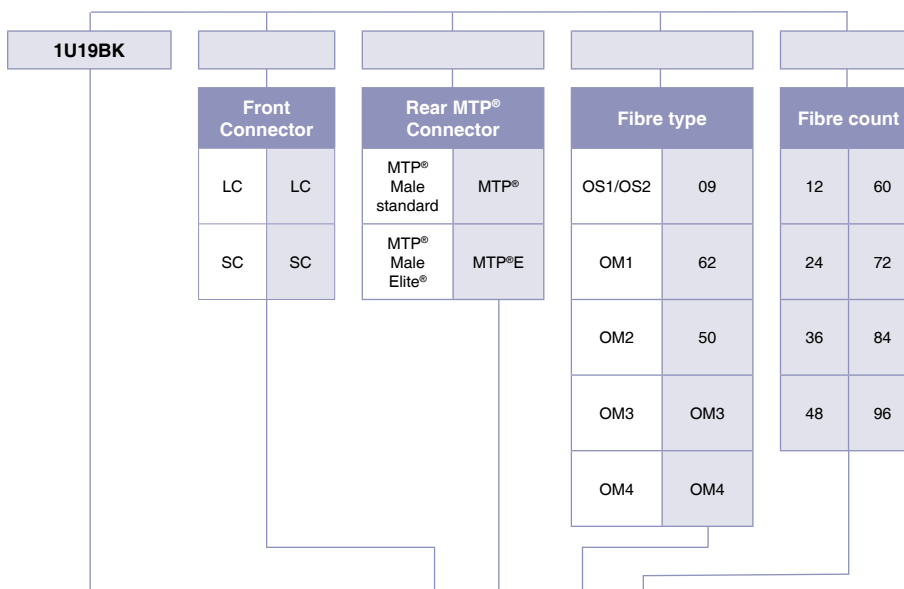 1U19BK
Front
Connector
LC LC
SC SC
Rear MTP®
Connector
MTP®
Male
standard
MTP®
MTP®
Male
Elite®
MTP®E
Fibre type
OS1/OS2 09
OM1 62
OM2 50
OM3 OM3
OM4 OM4
Fibre count
12 60
24 72
36 84
48 96